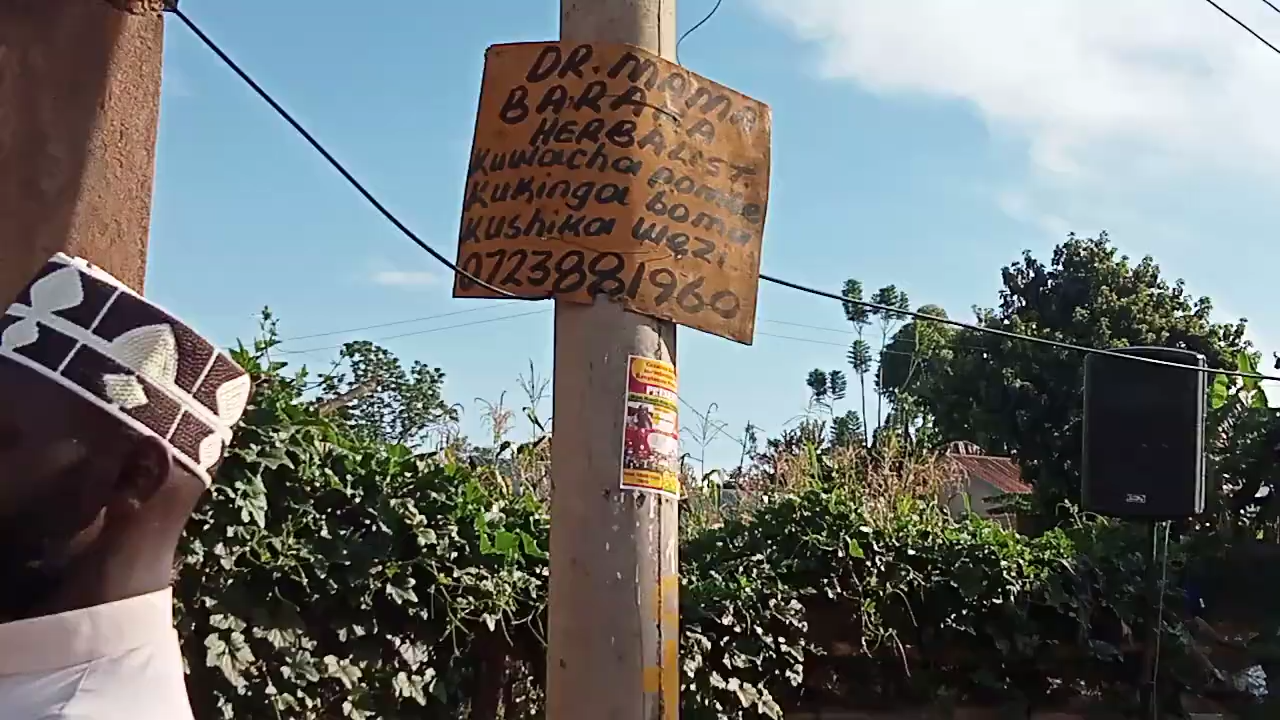 DR. MAMA
BARAKA
HERBALIST.
Kuwacha pombe
Kukinga boma
Kushika wezi
0723881960